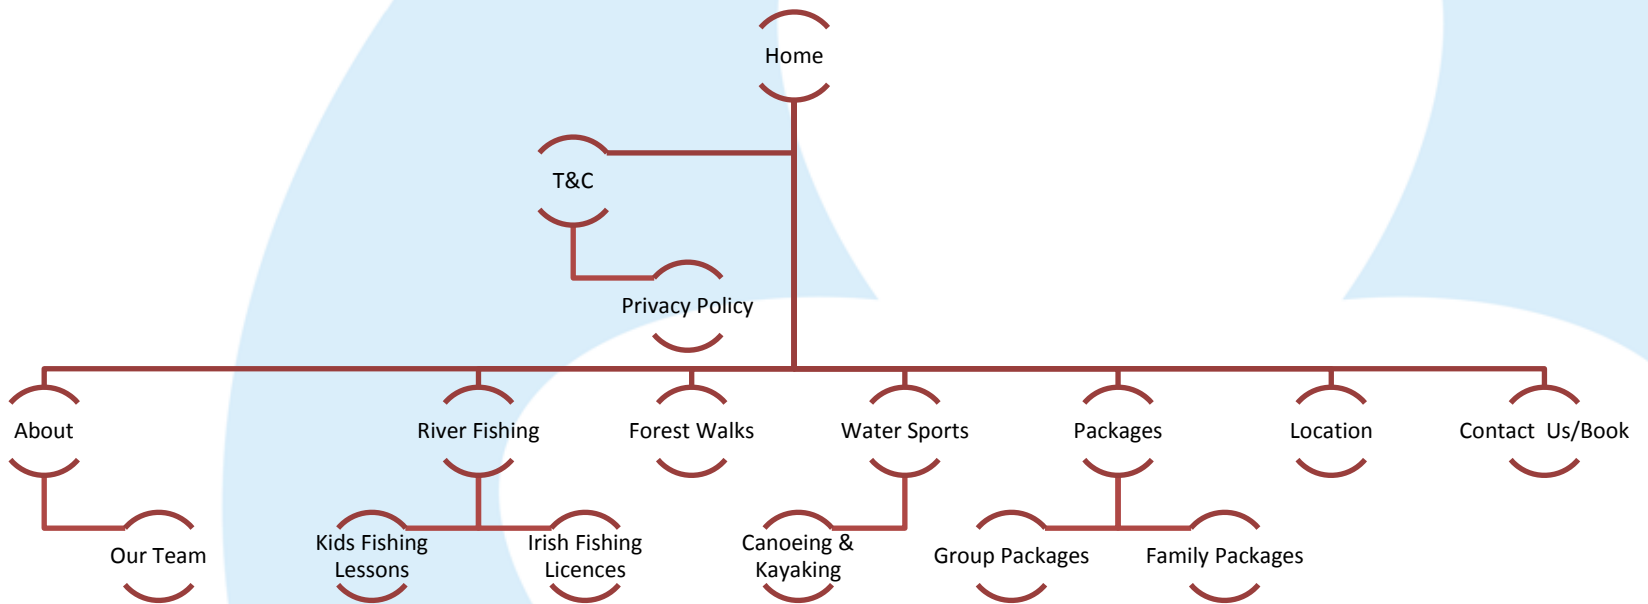 Home
T&C
Privacy Policy
About
River Fishing
Forest Walks
Water Sports
Packages
Location
Contact  Us/Book
Our Team
Kids Fishing
Lessons
Irish Fishing
Licences
Canoeing &
Kayaking
Group Packages
Family Packages